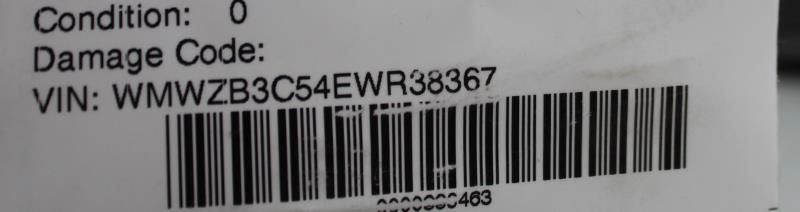 Condition: 0
Damage Code:
VIN: WMWZB3C54EWR38367